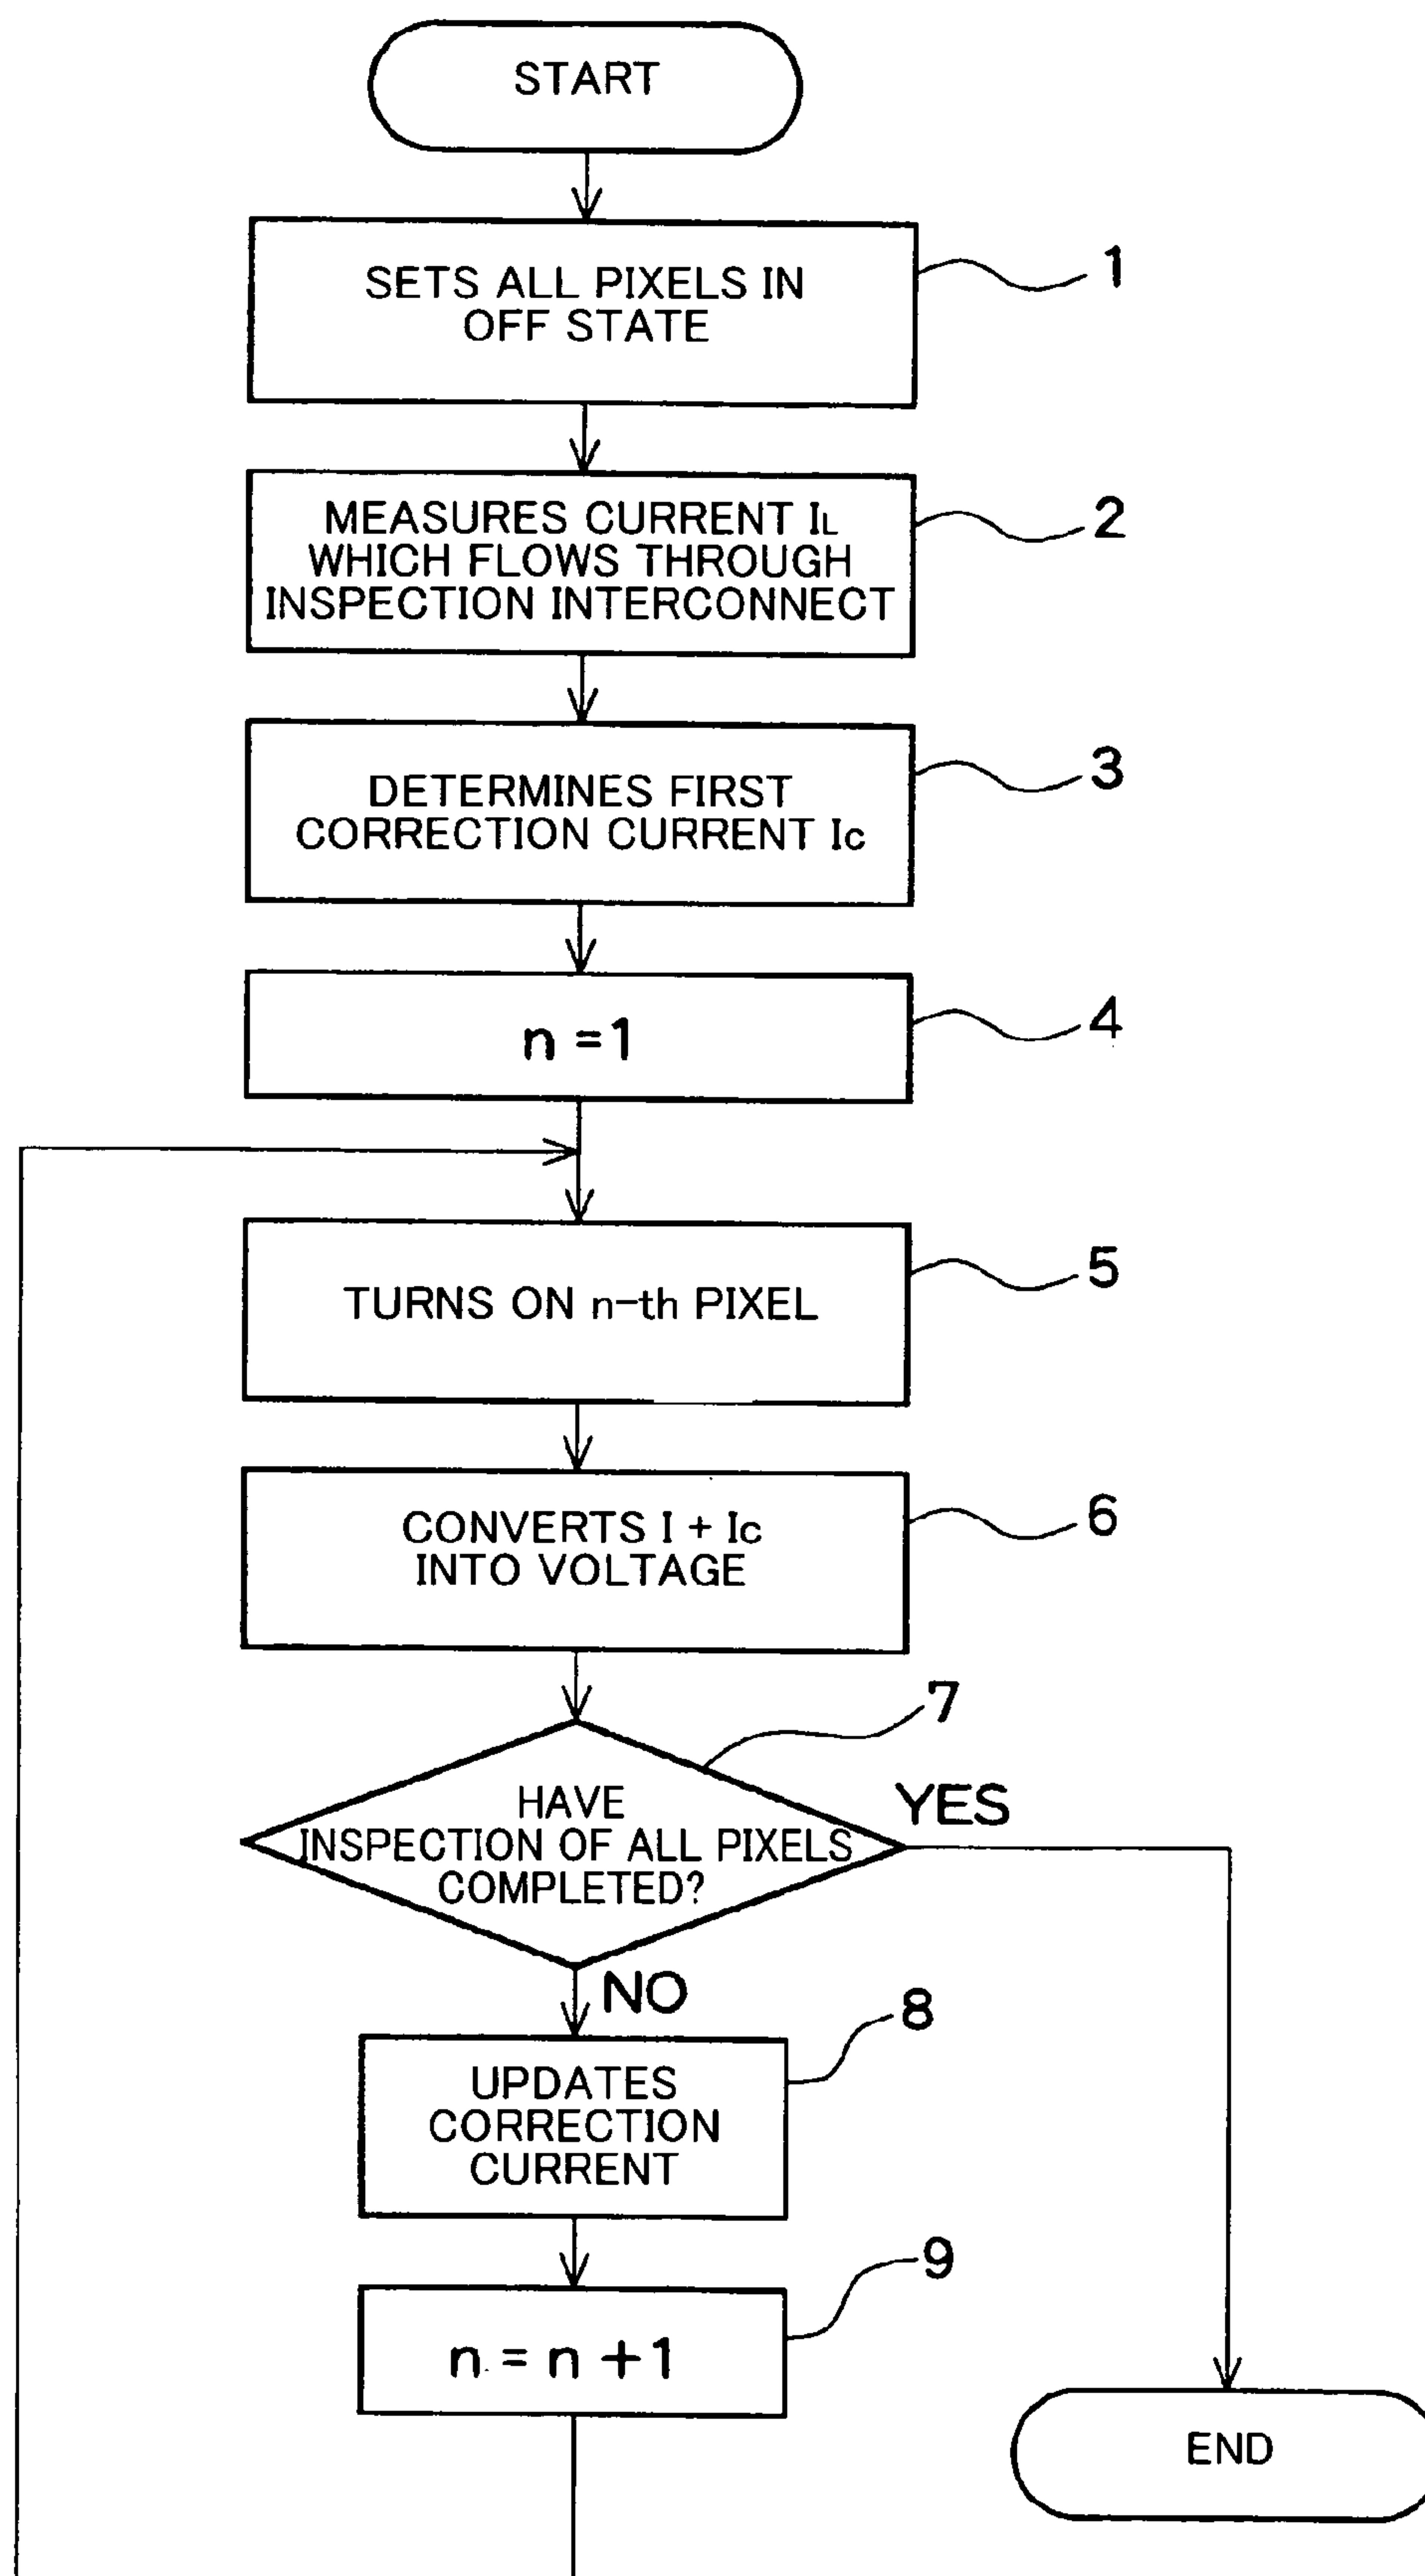 START
SETS ALL PIXELS IN
OFF STATE
1
MEASURES CURRENT IL
WHICH FLOWS THROUGH
INSPECTION INTERCONNECT
2
DETERMINES FIRST
CORRECTION CURRENT Ic
3
n =1
4
TURNS ON n-th PIXEL
5
CONVERTS I + Ic
INTO VOLTAGE
6
7
HAVE
INSPECTION OF ALL PIXELS
COMPLETED?
YES
NO
UPDATES
CORRECTION
CURRENT
8
n = n +1
9
END